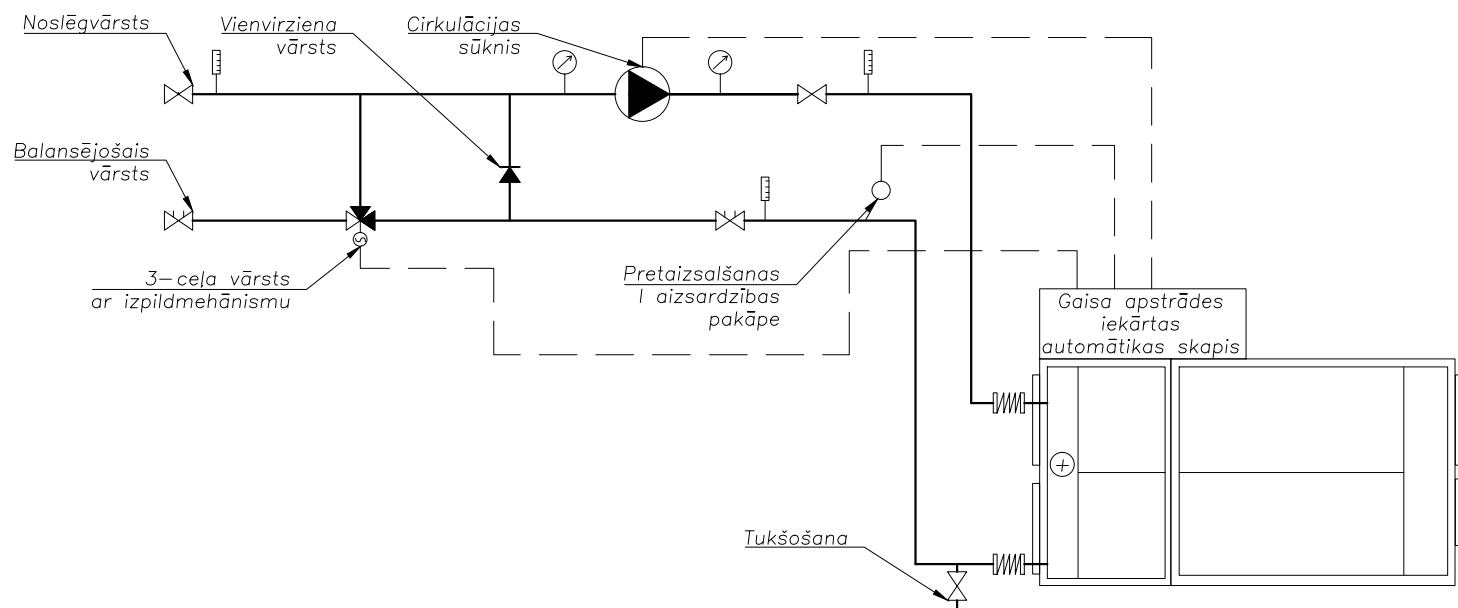 Noslēgvārsts
Vienvirziena
vārsts
Cirkulācijas
sūknis
Balansējošais
vārsts
3-ceļa vārsts
ar izpildmehānismu
Pretaizsalšanas
I aizsardzības
pakāpe
Gaisa apstrādes
iekārtas
automātikas skapis
Tukšošana